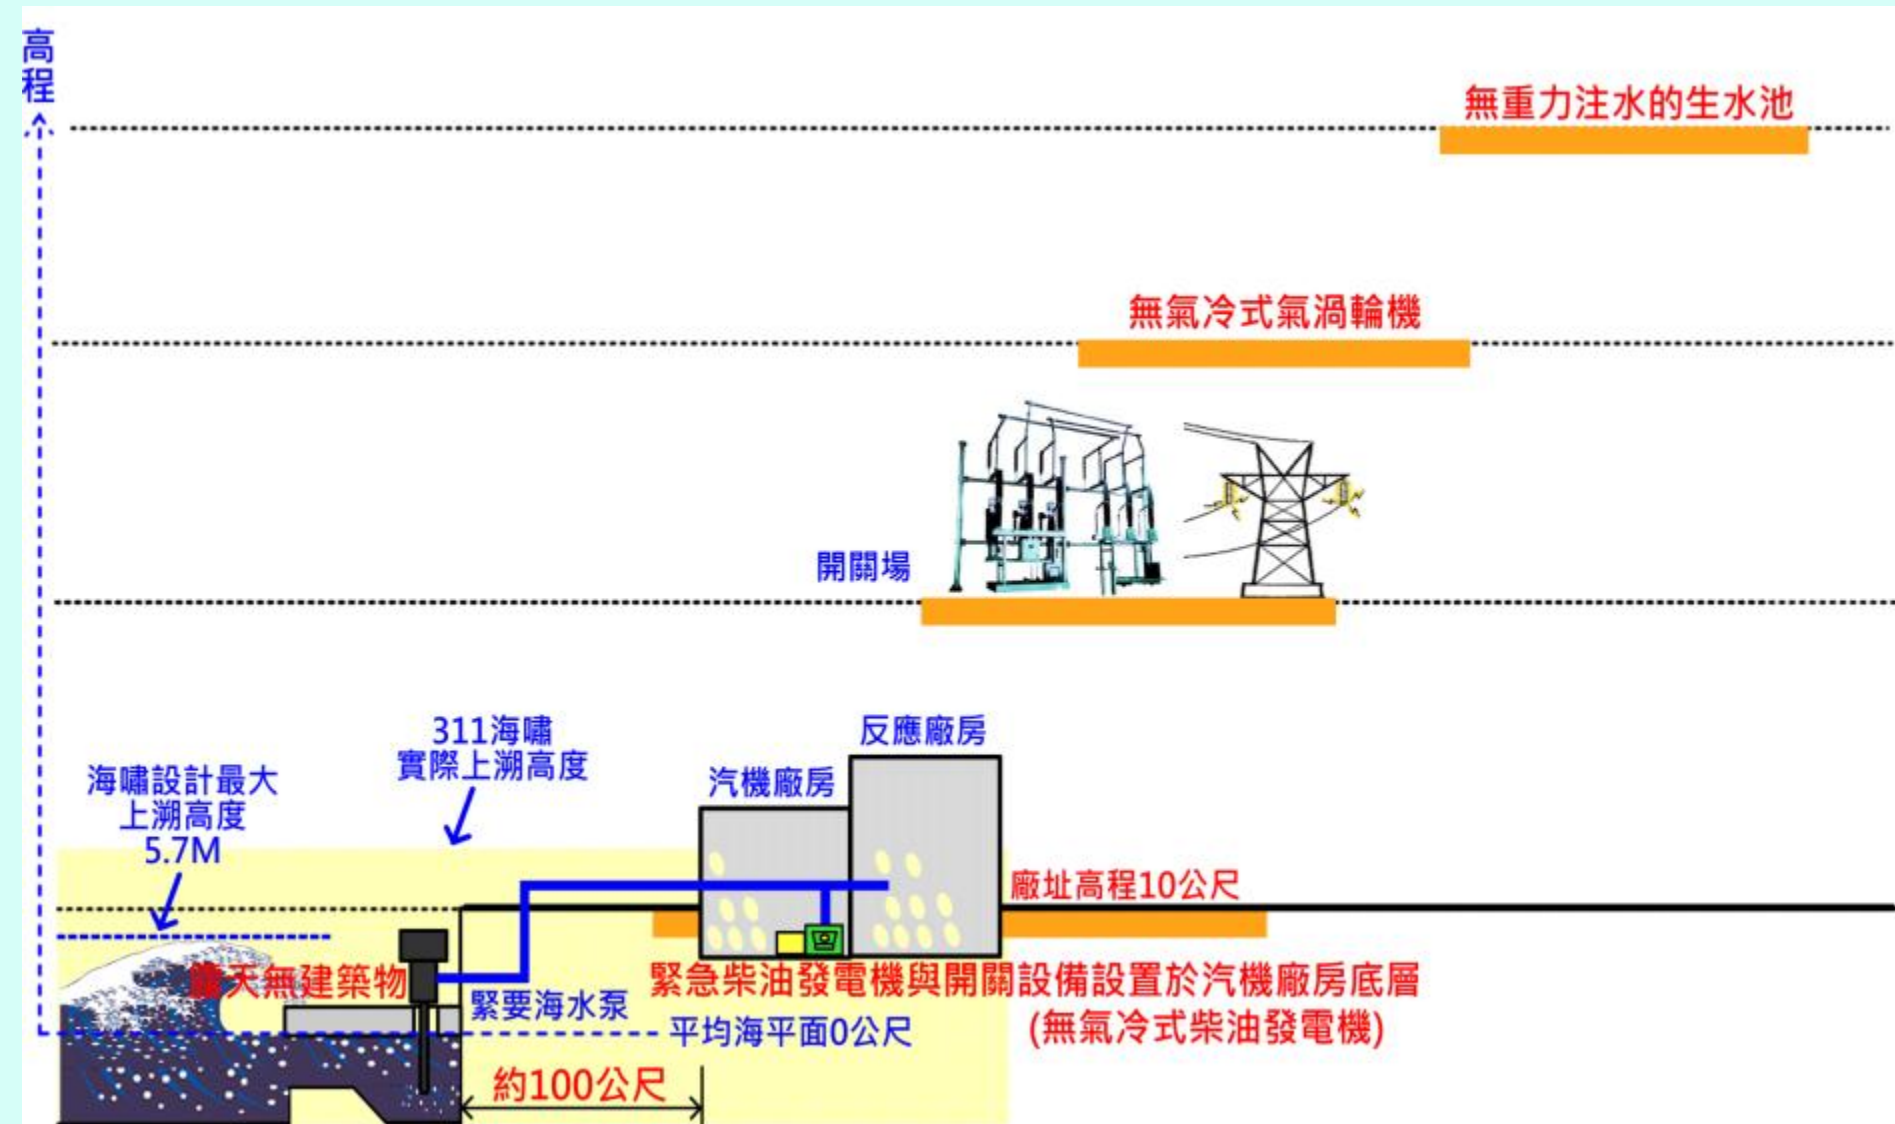 高程
無重力注水的生水池
無氣冷式氣渦輪機
開關場
311海嘯
實際上溯高度
反應廠房
汽機廠房
海嘯設計最大
上溯高度
5.7M
廠址高程10公尺
露天無建築物
緊要海水泵
緊急柴油發電機與開關設備設置於汽機廠房底層
(無氣冷式柴油發電機)
平均海平面0公尺
約100公尺